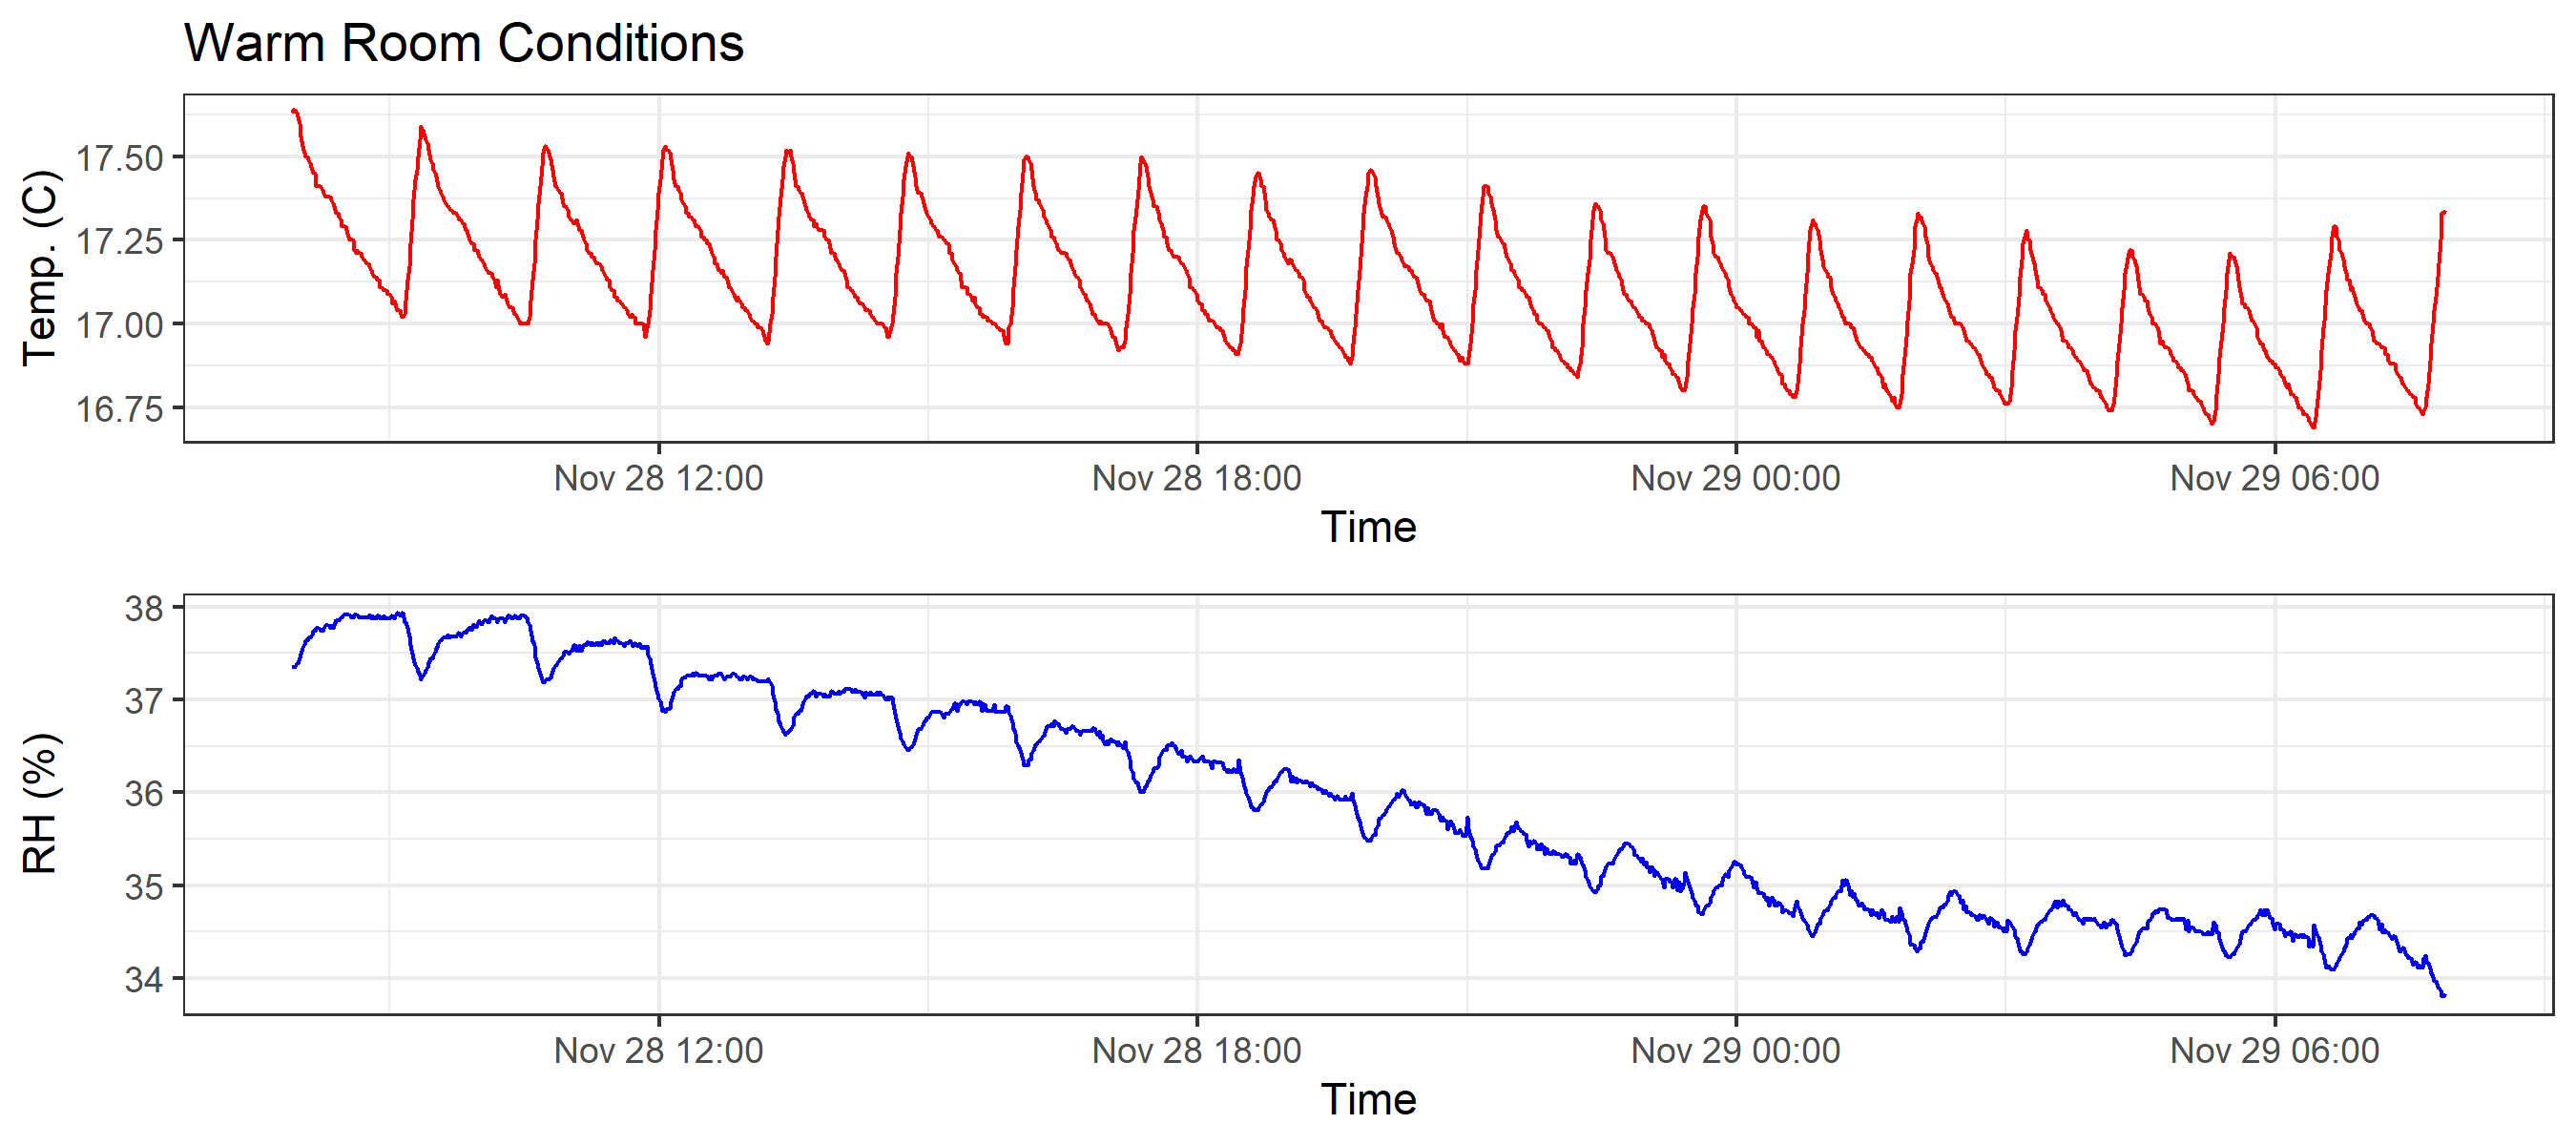 Warm Room Conditions
Temp. (C)
17.50
17.25
17.00
16.75
Nov 28 12:00 Nov 28 18:00 Nov 29 00:00 Nov 29 06:00
Time
RH (%)
38
37
36
35
34
Nov 28 12:00 Nov 28 18:00 Nov 29 00:00 Nov 29 06:00
Time